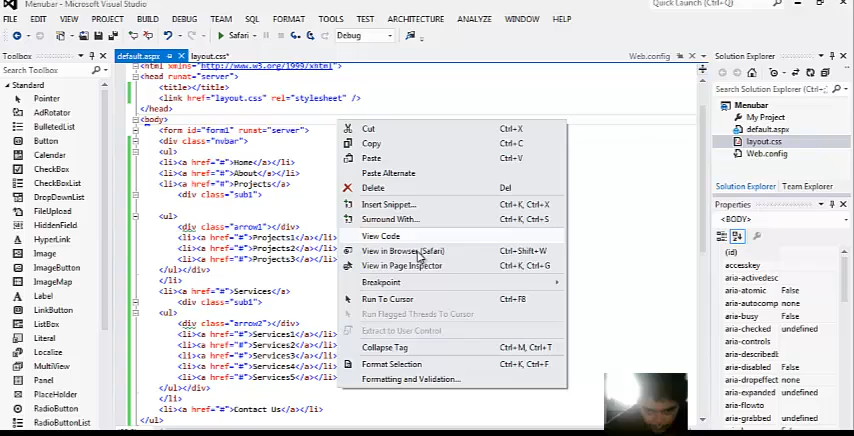 Menubar - Microsoft Visual Studio
Quick Launch (Ctrl+Q)
FILE EDIT VIEW PROJECT BUILD DEBUG TEAM SQL FORMAT TOOLS TEST ARCHITECTURE ANALYZE WINDOW HELP
Safari Debug
Toolbox
Search Toolbox
Standard
Pointer
AdRotator
BulletedList
Button
Calendar
CheckBox
CheckBoxList
DropDownList
FileUpload
HiddenField
HyperLink
Image
ImageButton
ImageMap
Label
LinkButton
ListBox
Literal
Localize
MultiView
Panel
PlaceHolder
RadioButton
RadioButtonList
default.aspx layout.css* Web.config
<html xmlns="http://www.w3.org/1999/xhtml">
<head runat="server">
<title></title>
<link href="layout.css" rel="stylesheet" />
</head>
<body>
<form id="form1" runat="server">
<div class="nvbar">
<ul>
<li><a href="#">Home</a></li>
<li><a href="#">About</a></li>
<li><a href="#">Projects</a>
<div class="sub1">
<ul>
<div class="arrow1"></div>
<li><a href="#">Projects1</a></li>
<li><a href="#">Projects2</a></li>
<li><a href="#">Projects3</a></li>
</ul></div>
</li>
<li><a href="#">Services</a>
<div class="sub1">
<ul>
<div class="arrow2"></div>
<li><a href="#">Services1</a>
<li><a href="#">Services2</a>
<li><a href="#">Services3</a>
<li><a href="#">Services4</a>
<li><a href="#">Services5</a>
</ul></div>
</li>
<li><a href="#">Contact Us</a></li>
</ul>
Cut Ctrl+X
Copy Ctrl+C
Paste Ctrl+V
Paste Alternate
Delete Del
Insert Snippet... Ctrl+K, Ctrl+X
Surround With... Ctrl+K, Ctrl+S
View Code
View in Browser (Safari) Ctrl+Shift+W
View in Page Inspector Ctrl+K, Ctrl+G
Breakpoint
Run To Cursor Ctrl+F8
Run Flagged Threads To Cursor
Extract to User Control
Collapse Tag Ctrl+M, Ctrl+T
Format Selection Ctrl+K, Ctrl+F
Formatting and Validation...
Solution Explorer
Search Solution Explorer (Ctrl+
Menubar
My Project
default.aspx
layout.css
Web.config
Solution Explorer Team Explorer
Properties
<BODY>
(id)
accesskey
aria-activedesc
aria-atomic False
aria-autocomp none
aria-busy False
aria-checked undefined
aria-controls
aria-describedl
aria-disabled False
aria-dropeffect none
aria-expanded undefined
aria-flowto
aria-grabbed undefined